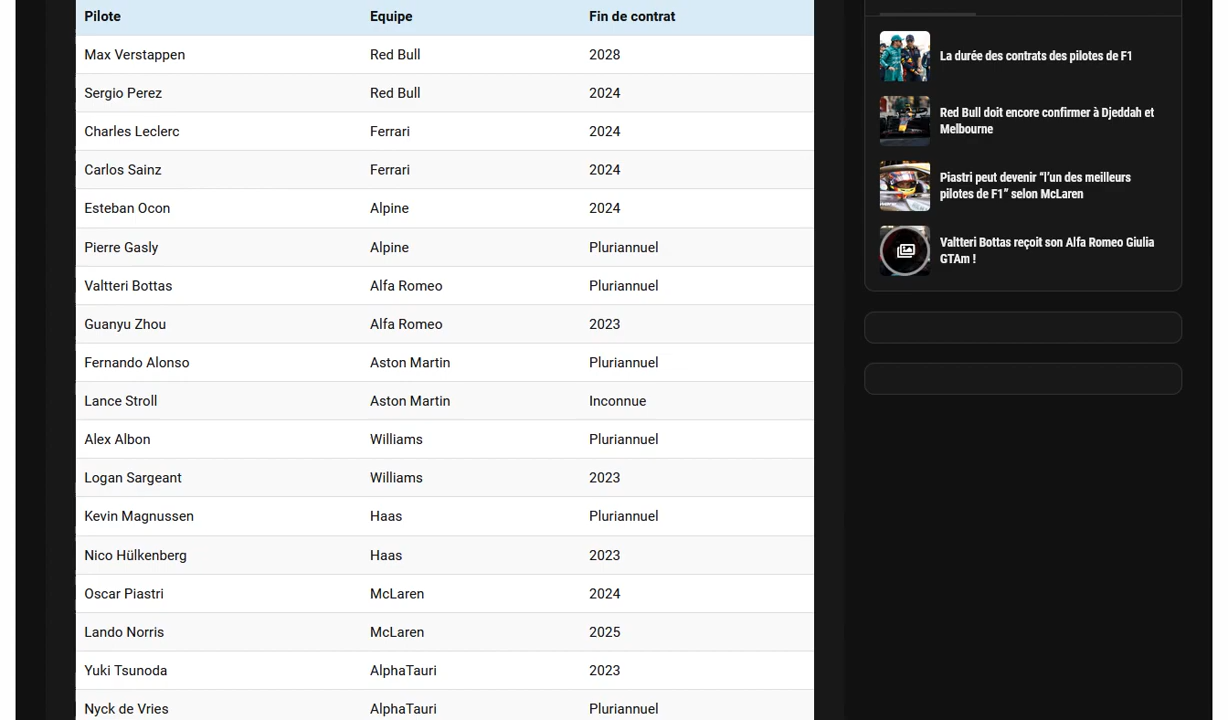 Pilote Equipe Fin de contrat
Max Verstappen Red Bull 2028
Sergio Perez Red Bull 2024
Charles Leclerc Ferrari 2024
Carlos Sainz Ferrari 2024
Esteban Ocon Alpine 2024
Pierre Gasly Alpine Pluriannuel
Valtteri Bottas Alfa Romeo Pluriannuel
Guanyu Zhou Alfa Romeo 2023
Fernando Alonso Aston Martin Pluriannuel
Lance Stroll Aston Martin Inconnue
Alex Albon Williams Pluriannuel
Logan Sargeant Williams 2023
Kevin Magnussen Haas Pluriannuel
Nico Hülkenberg Haas 2023
Oscar Piastri McLaren 2024
Lando Norris McLaren 2025
Yuki Tsunoda AlphaTauri 2023
Nyck de Vries AlphaTauri Pluriannuel
La durée des contrats des pilotes de F1
Red Bull doit encore confirmer à Djeddah et
Melbourne
Piastri peut devenir “l’un des meilleurs
pilotes de F1” selon McLaren
Valtteri Bottas reçoit son Alfa Romeo Giulia
GTAm !